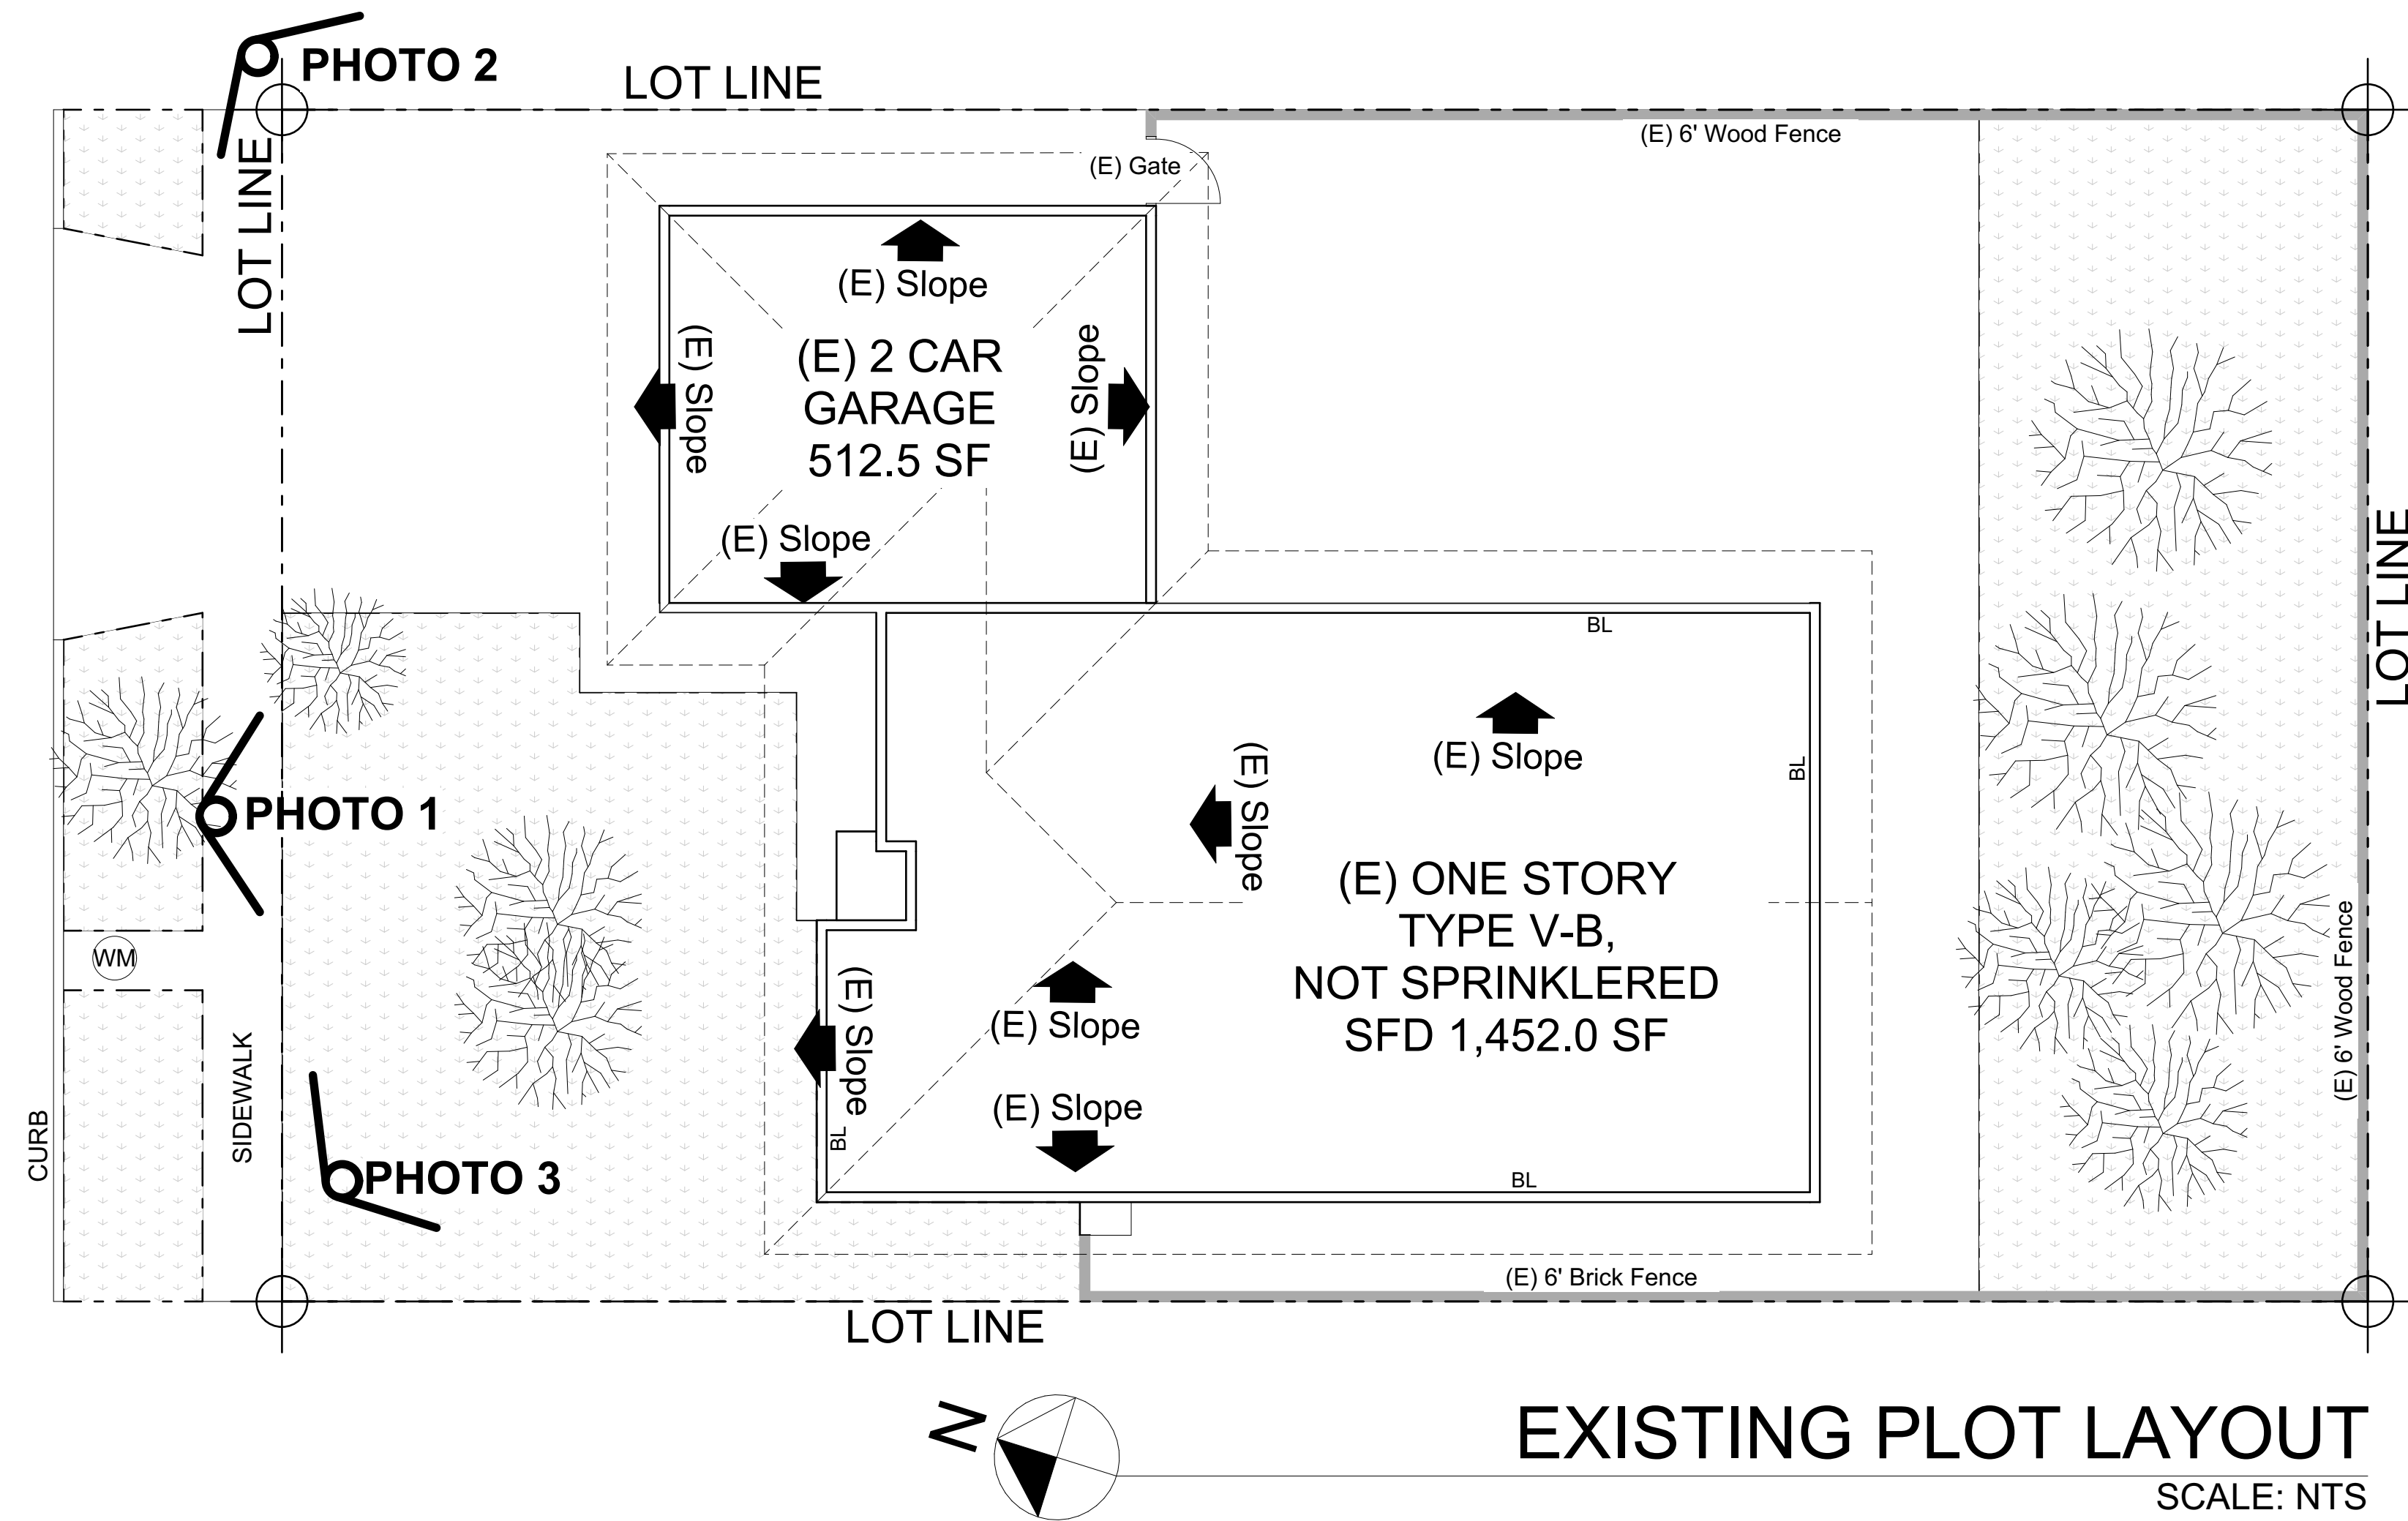 PHOTO 2
LOT LINE
(E) 6' Wood Fence
(E) Gate
LOT LINE
(E) Slope
(E) Slope
(E) 2 CAR
GARAGE
512.5 SF
(E) Slope
(E) Slope
LOT LINE
BL
(E) Slope
BL
(E) Slope
PHOTO 1
(E) ONE STORY
TYPE V-B,
NOT SPRINKLERED
SFD 1,452.0 SF
WM
(E) Slope
(E) Slope
(E) Slope
(E) 6' Wood Fence
CURB
SIDEWALK
BL
PHOTO 3
BL
(E) 6' Brick Fence
LOT LINE
N
EXISTING PLOT LAYOUT
SCALE: NTS